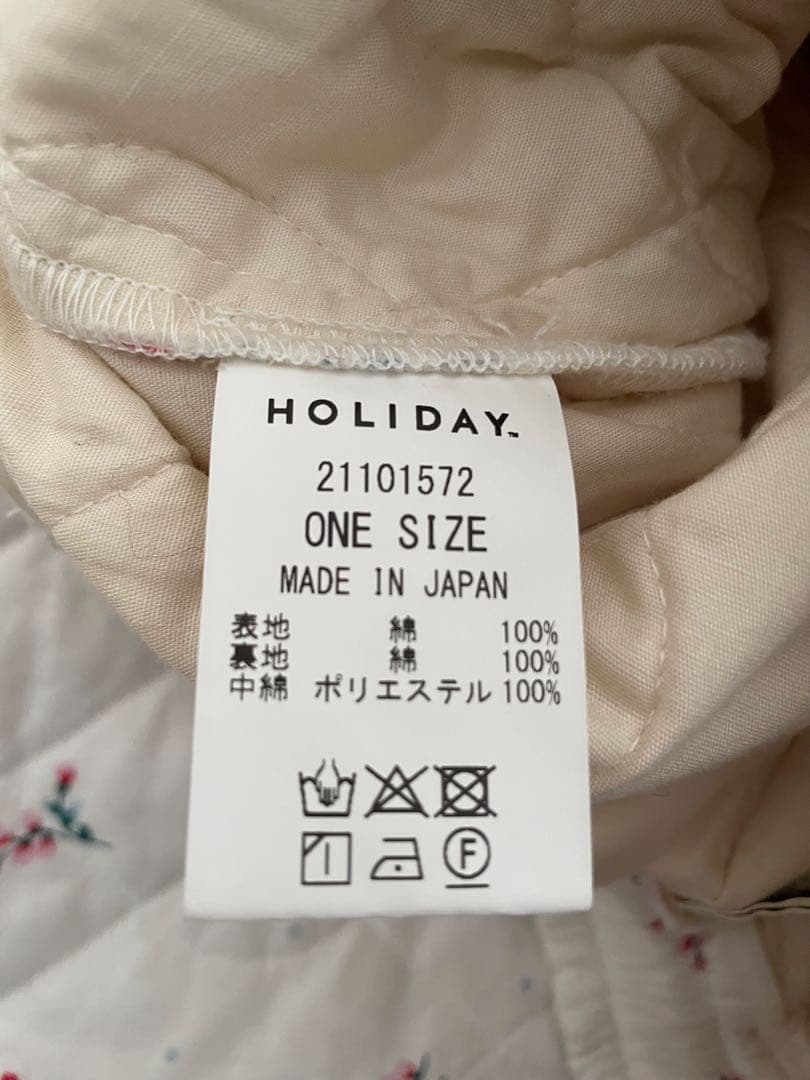 HOLIDAY™
21101572
ONE SIZE
MADE IN JAPAN
表地 綿 100%
裏地 綿 100%
中綿 ポリエステル 100%
F